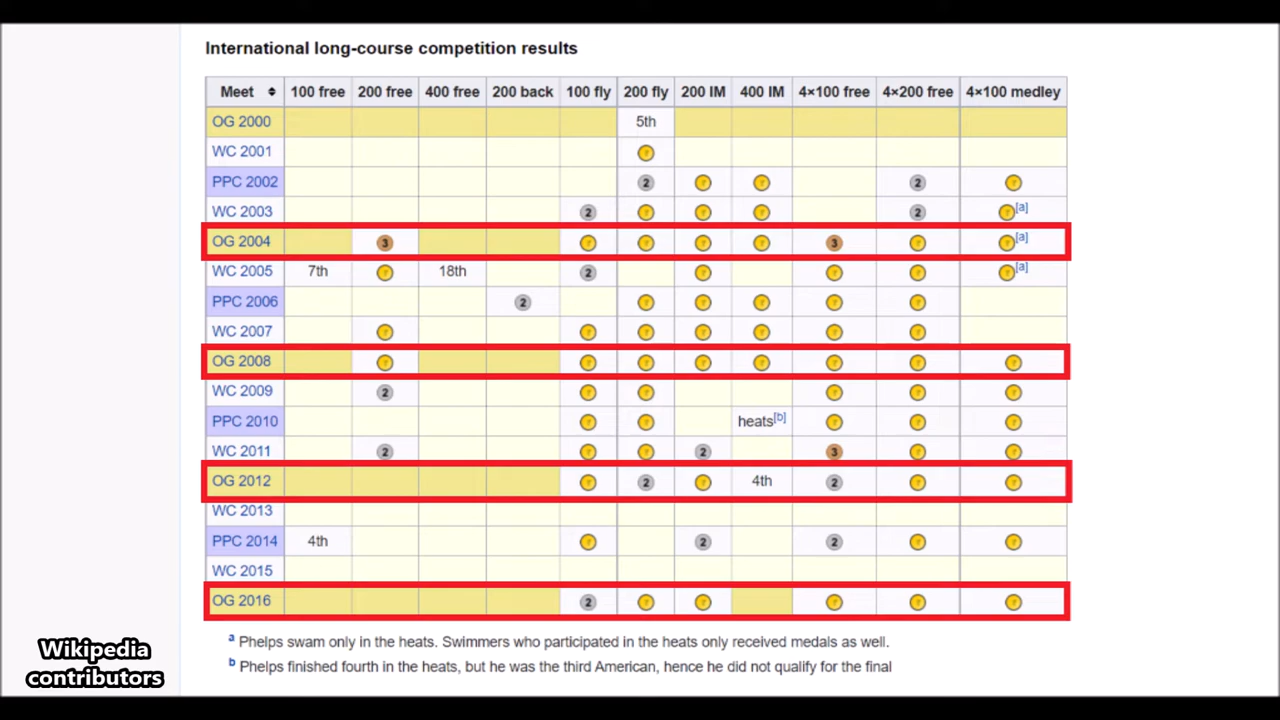 International long-course competition results
Meet 100 free 200 free 400 free 200 back 100 fly 200 fly 200 IM 400 IM 4×100 free 4×200 free 4×100 medley
OG 2000 5th
WC 2001
PPC 2002 2 2
WC 2003 2 2 [a]
OG 2004 3 3 [a]
WC 2005 7th 18th 2 [a]
PPC 2006 2
WC 2007
OG 2008
WC 2009 2
PPC 2010 heats[b]
WC 2011 2 2 3
OG 2012 2 4th 2
WC 2013
PPC 2014 4th 2 2
WC 2015
OG 2016 2
a Phelps swam only in the heats. Swimmers who participated in the heats only received medals as well.
b Phelps finished fourth in the heats, but he was the third American, hence he did not qualify for the final
Wikipedia
contributors